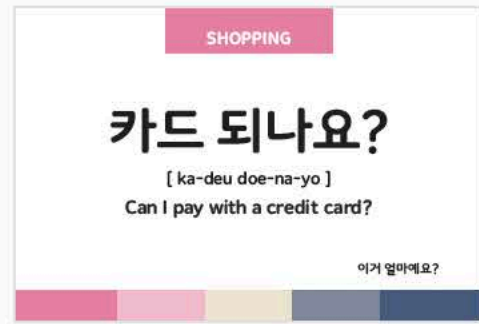 SHOPPING
카드 되나요?
[ ka-deu doe-na-yo ]
Can I pay with a credit card?
이거 얼마예요?